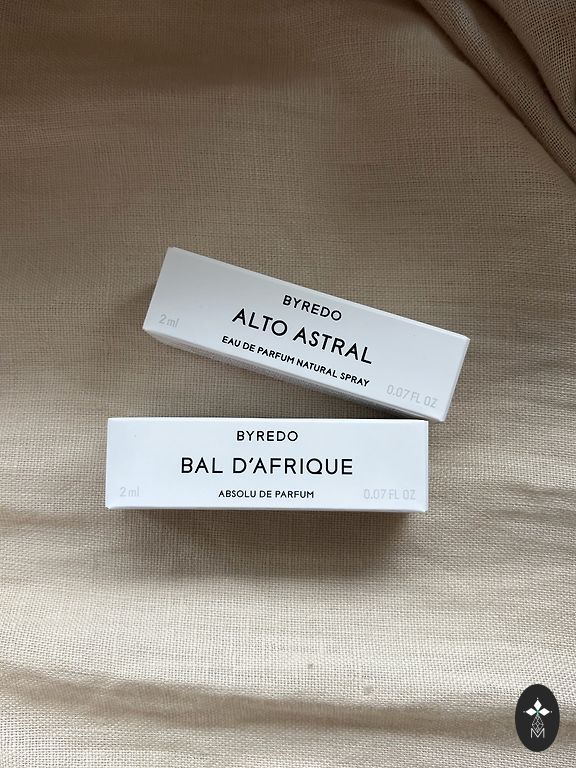 BYREDO
ALTO ASTRAL
EAU DE PARFUM NATURAL SPRAY
2 ml
0.07 FL OZ
BYREDO
BAL D'AFRIQUE
ABSOLU DE PARFUM
2 ml
0.07 FL OZ
M